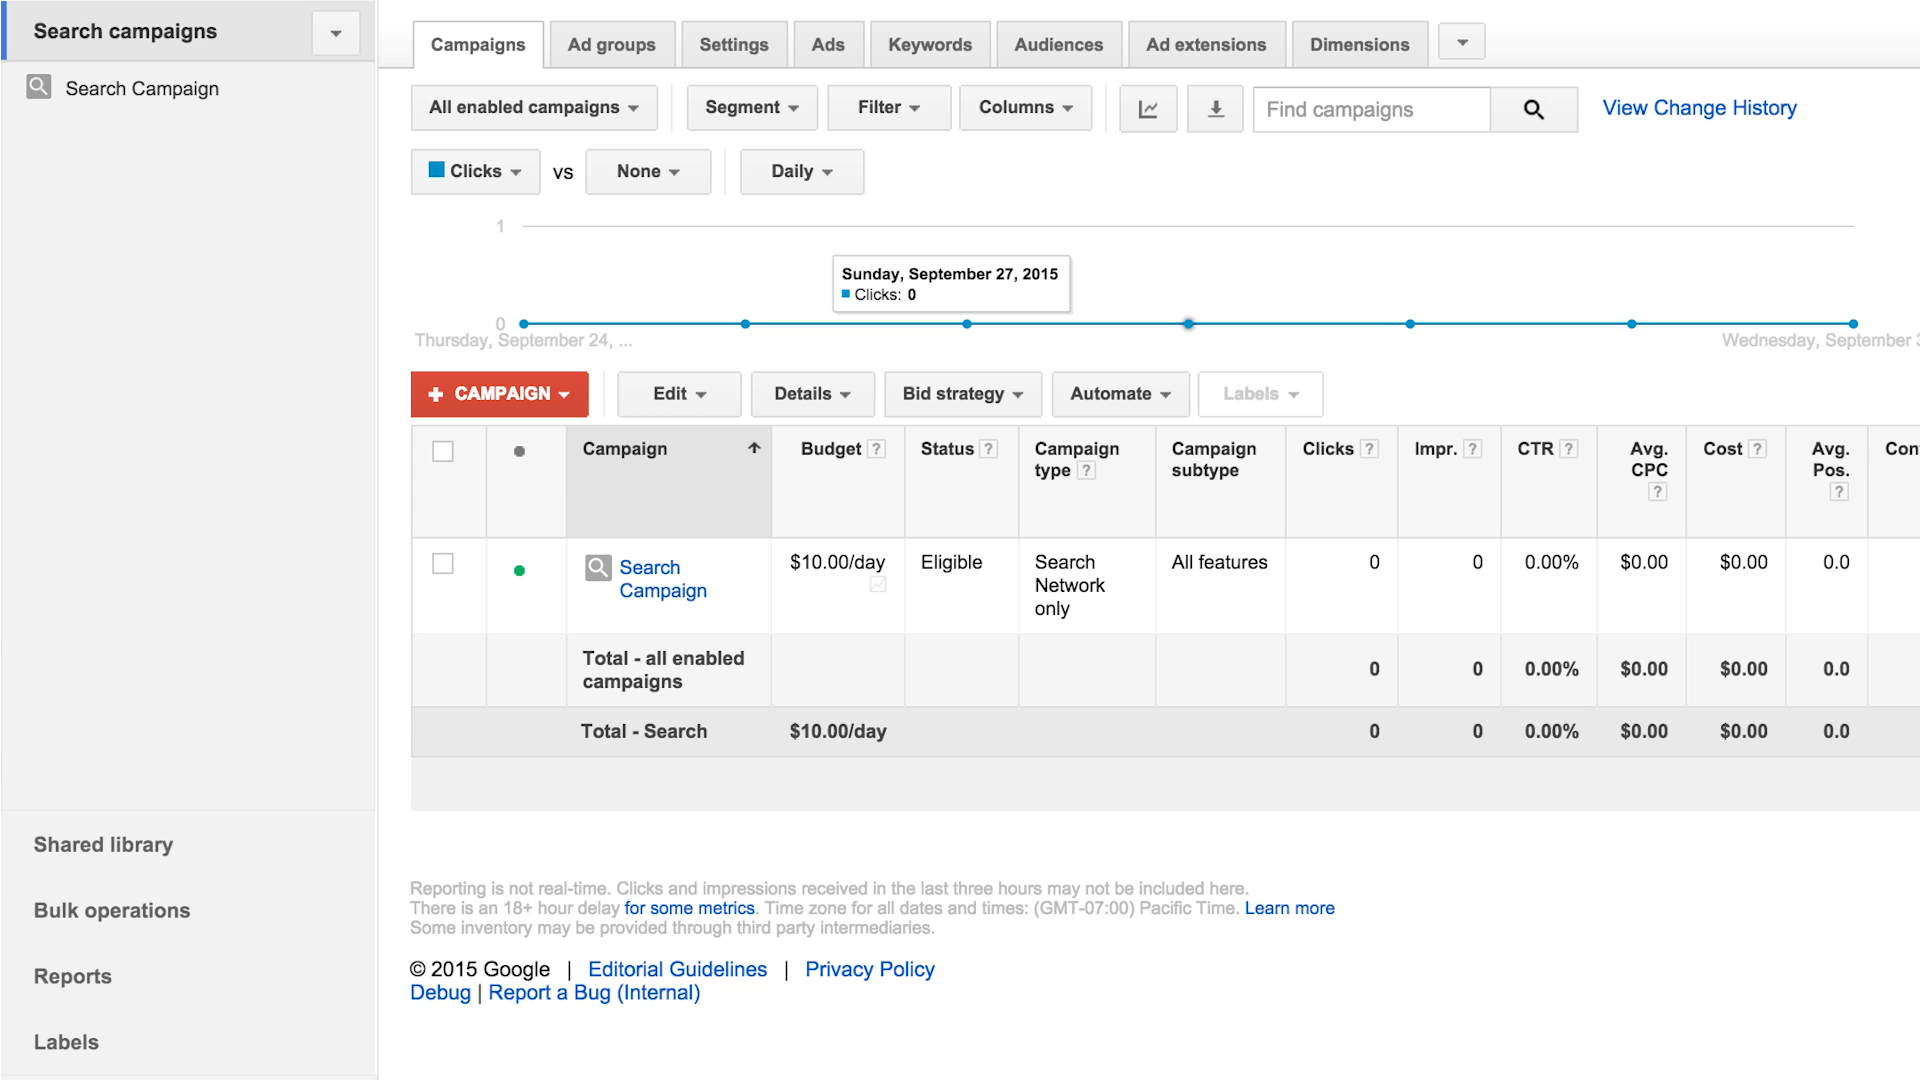 Search campaigns
Search Campaign
Shared library
Bulk operations
Reports
Labels
Campaigns
Ad groups
Settings
Ads
Keywords
Audiences
Ad extensions
Dimensions
All enabled campaigns
Segment
Filter
Columns
Find campaigns
View Change History
Clicks
vs
None
Daily
1
Sunday, September 27, 2015
Clicks: 0
0
Thursday, September 24, ...
Wednesday, September
+ CAMPAIGN
Edit
Details
Bid strategy
Automate
Labels
Campaign
Budget ?
Status ?
Campaign
type ?
Campaign
subtype
Clicks ?
Impr. ?
CTR ?
Avg.
CPC
?
Cost ?
Avg.
Pos.
?
Search
Campaign
$10.00/day
Eligible
Search
Network
only
All features
0
0
0.00%
$0.00
$0.00
0.0
Total - all enabled
campaigns
0
0
0.00%
$0.00
$0.00
0.0
Total - Search
$10.00/day
0
0
0.00%
$0.00
$0.00
0.0
Reporting is not real-time. Clicks and impressions received in the last three hours may not be included here.
There is an 18+ hour delay for some metrics. Time zone for all dates and times: (GMT-07:00) Pacific Time. Learn more
Some inventory may be provided through third party intermediaries.
© 2015 Google | Editorial Guidelines | Privacy Policy
Debug | Report a Bug (Internal)